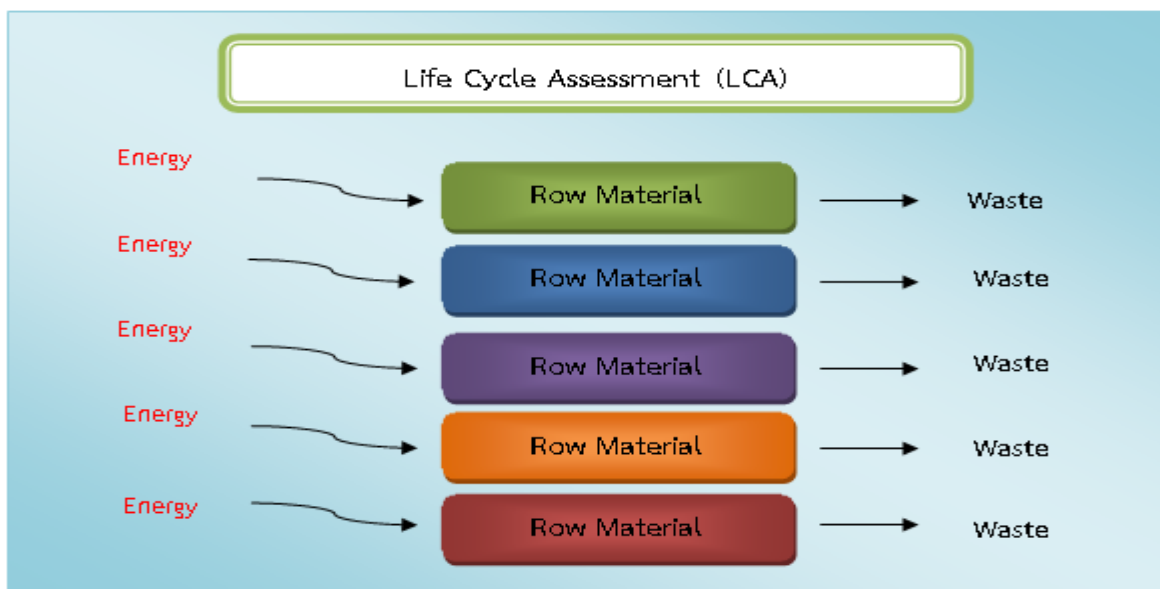 Life Cycle Assessment (LCA)
Energy
Row Material
Waste
Energy
Row Material
Waste
Energy
Row Material
Waste
Energy
Row Material
Waste
Energy
Row Material
Waste